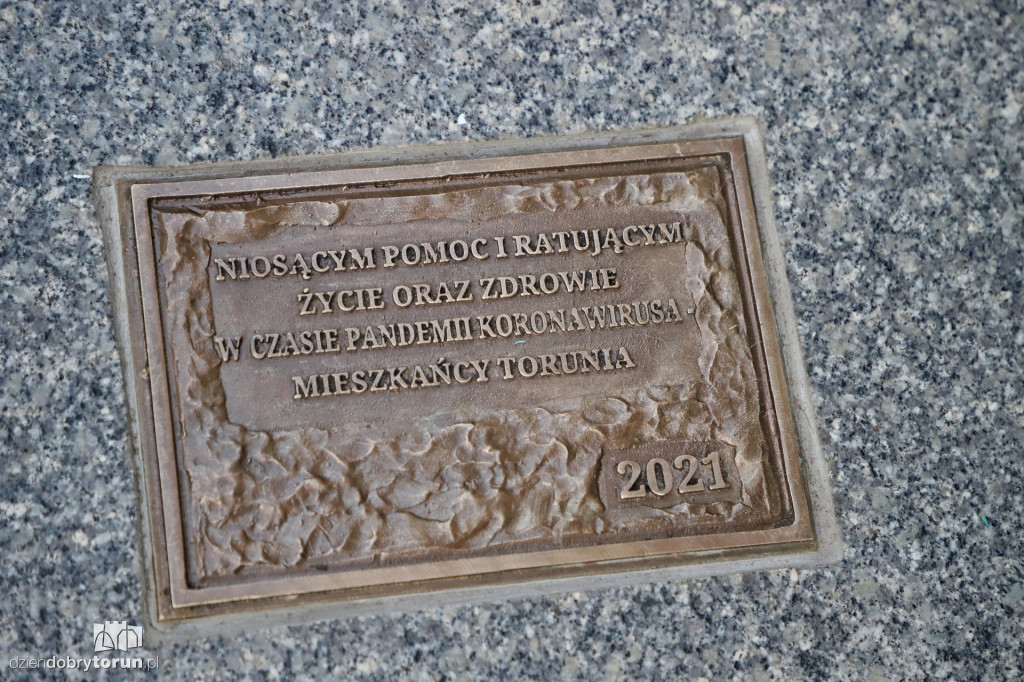 NIOSĄCYM POMOC I RATUJĄCYM
ŻYCIE ORAZ ZDROWIE
W CZASIE PANDEMII KORONAWIRUSA -
MIESZKAŃCY TORUNIA
2021
dziendobrytorun.pl